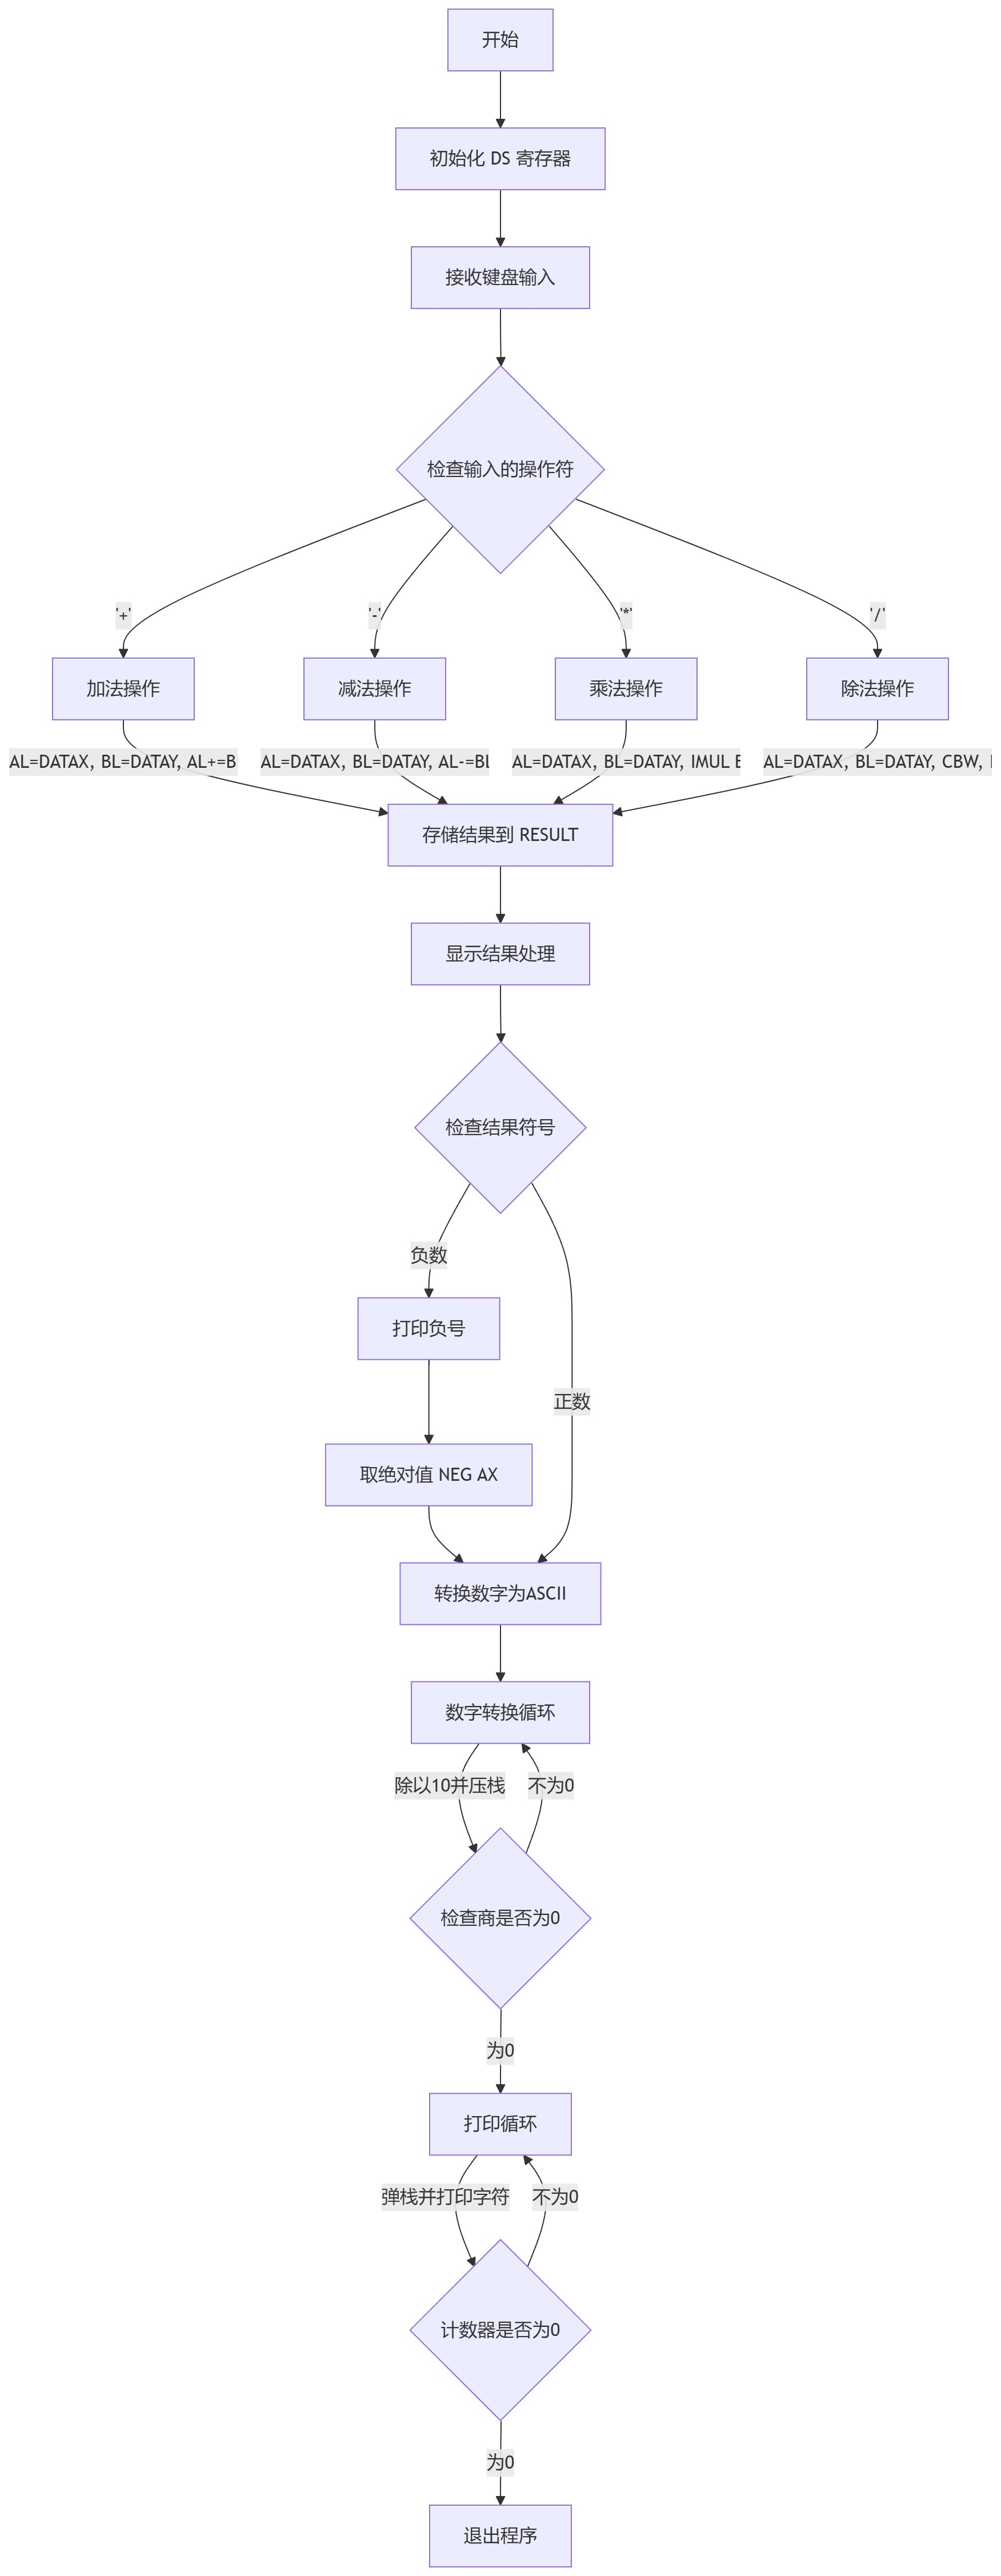 开始
初始化 DS 寄存器
接收键盘输入
检查输入的操作符
'+'
'-'
'*'
'/'
加法操作
减法操作
乘法操作
除法操作
AL=DATAX, BL=DATAY, AL+=B
AL=DATAX, BL=DATAY, AL-=BL
AL=DATAX, BL=DATAY, IMUL B
AL=DATAX, BL=DATAY, CBW, I
存储结果到 RESULT
显示结果处理
检查结果符号
负数
打印负号
正数
取绝对值 NEG AX
转换数字为ASCII
数字转换循环
除以10并压栈
不为0
检查商是否为0
为0
打印循环
弹栈并打印字符
不为0
计数器是否为0
为0
退出程序